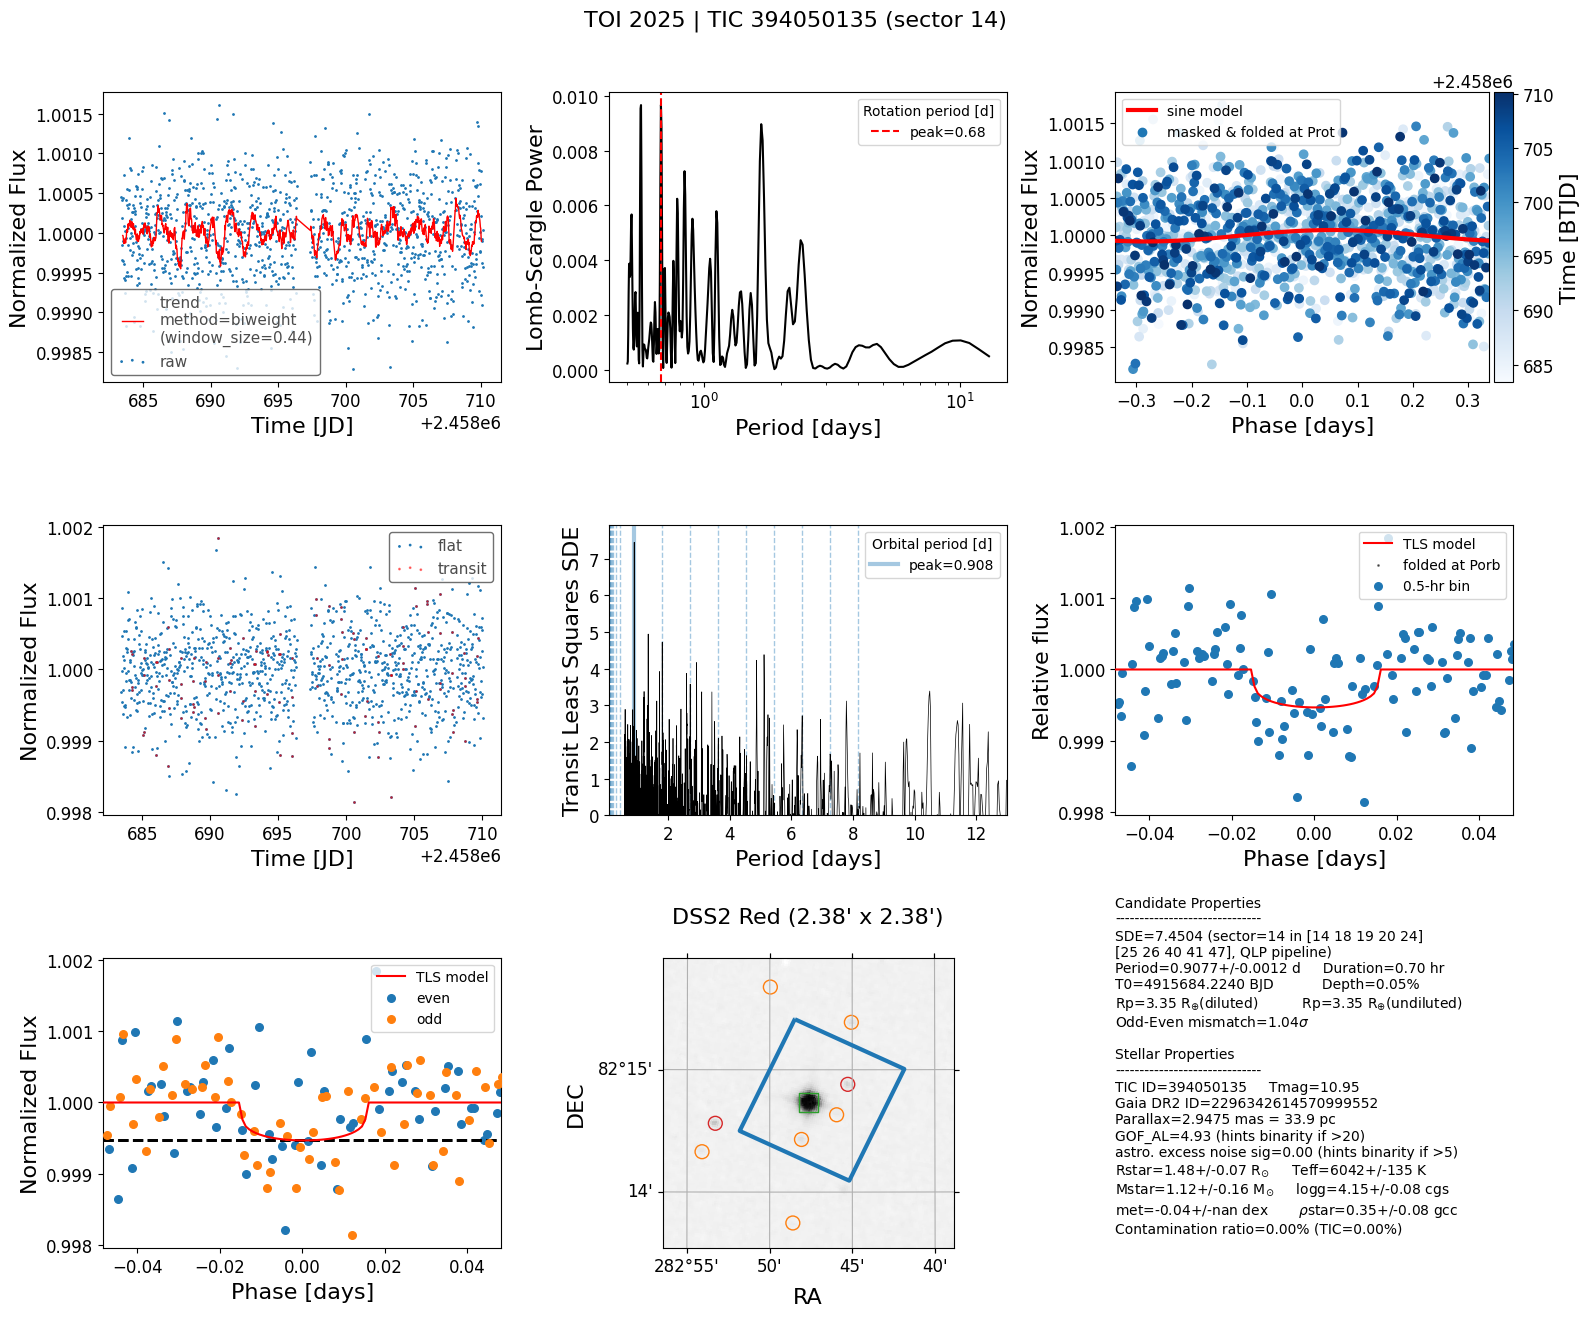 TOI 2025 | TIC 394050135 (sector 14)
Normalized Flux
1.0015
1.0010
1.0005
1.0000
0.9995
0.9990
0.9985
trend
method=biweight
(window_size=0.44)
raw
685 690 695 700 705 710
Time [JD]
+2.458e6
Lomb-Scargle Power
0.010
0.008
0.006
0.004
0.002
0.000
Rotation period [d]
peak=0.68
10⁰ 10¹
Period [days]
Normalized Flux
1.0015
1.0010
1.0005
1.0000
0.9995
0.9990
0.9985
sine model
masked & folded at Prot
−0.3 −0.2 −0.1 0.0 0.1 0.2 0.3
Phase [days]
+2.458e6
710
705
700
695
690
685
Time [BTJD]
Normalized Flux
1.002
1.001
1.000
0.999
0.998
flat
transit
685 690 695 700 705 710
Time [JD]
+2.458e6
Transit Least Squares SDE
7
6
5
4
3
2
1
0
Orbital period [d]
peak=0.908
2 4 6 8 10 12
Period [days]
Relative flux
1.002
1.001
1.000
0.999
0.998
TLS model
folded at Porb
0.5-hr bin
−0.04 −0.02 0.00 0.02 0.04
Phase [days]
Normalized Flux
1.002
1.001
1.000
0.999
0.998
TLS model
even
odd
−0.04 −0.02 0.00 0.02 0.04
Phase [days]
DSS2 Red (2.38' x 2.38')
DEC
82°15'
14'
282°55' 50' 45' 40'
RA
Candidate Properties
-------------------------------
SDE=7.4504 (sector=14 in [14 18 19 20 24]
[25 26 40 41 47], QLP pipeline)
Period=0.9077+/-0.0012 d Duration=0.70 hr
T0=4915684.2240 BJD Depth=0.05%
Rp=3.35 R⊕(diluted) Rp=3.35 R⊕(undiluted)
Odd-Even mismatch=1.04σ
Stellar Properties
-------------------------------
TIC ID=394050135 Tmag=10.95
Gaia DR2 ID=2296342614570999552
Parallax=2.9475 mas = 33.9 pc
GOF_AL=4.93 (hints binarity if >20)
astro. excess noise sig=0.00 (hints binarity if >5)
Rstar=1.48+/-0.07 R⊙ Teff=6042+/-135 K
Mstar=1.12+/-0.16 M⊙ logg=4.15+/-0.08 cgs
met=-0.04+/-nan dex ρstar=0.35+/-0.08 gcc
Contamination ratio=0.00% (TIC=0.00%)